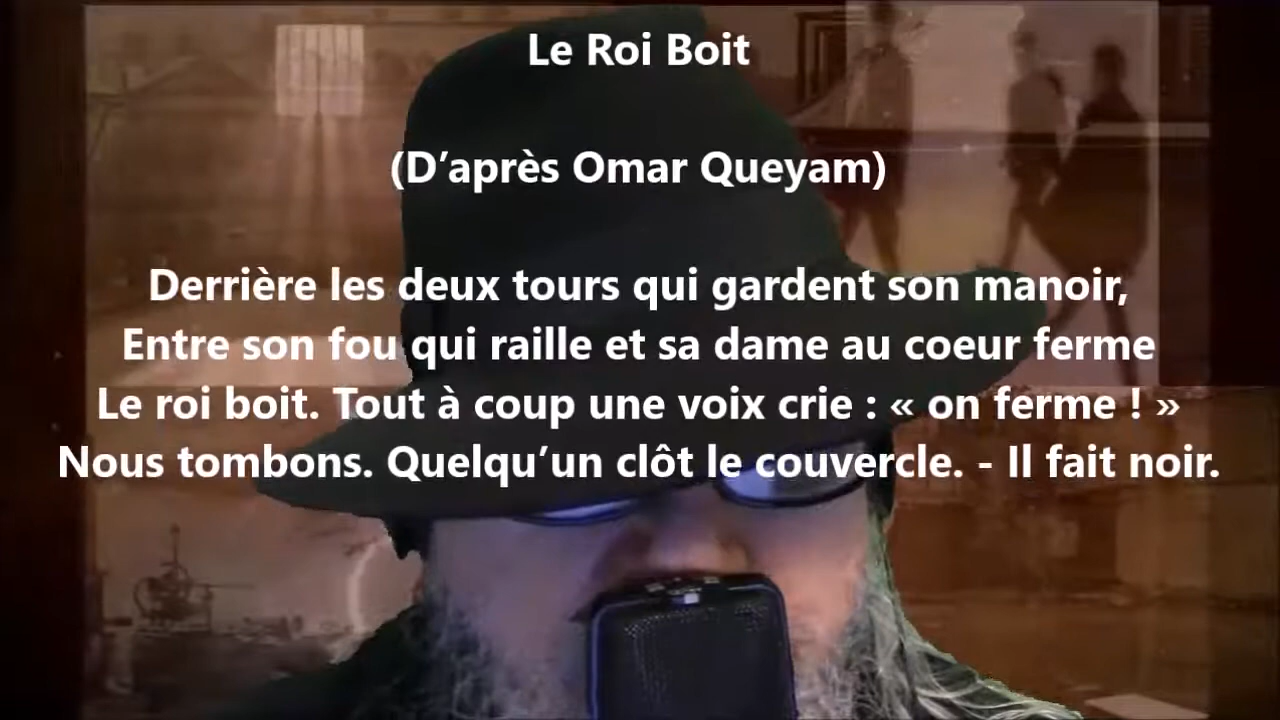 Le Roi Boit
(D’après Omar Queyam)
Derrière les deux tours qui gardent son manoir,
Entre son fou qui raille et sa dame au coeur ferme
Le roi boit. Tout à coup une voix crie : « on ferme ! »
Nous tombons. Quelqu’un clôt le couvercle. - Il fait noir.